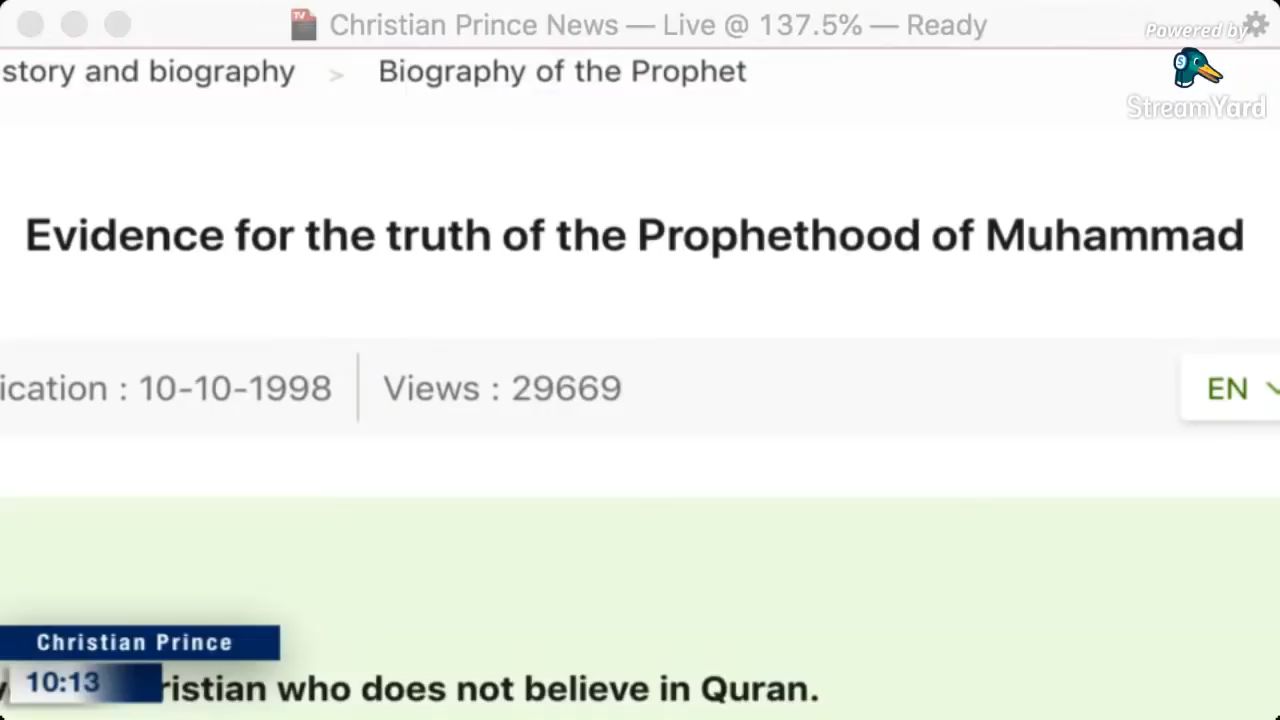 TV Christian Prince News — Live @ 137.5% — Ready
Powered by
StreamYard
story and biography > Biography of the Prophet
Evidence for the truth of the Prophethood of Muhammad
ication : 10-10-1998 Views : 29669
EN
Christian Prince
10:13
ristian who does not believe in Quran.